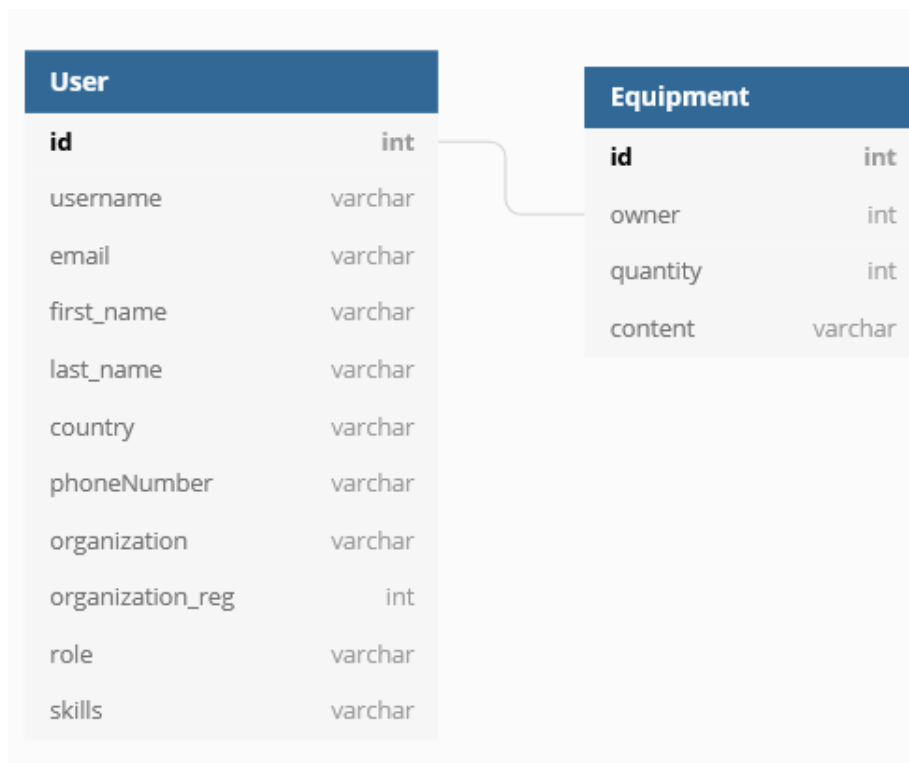 User
id int
username varchar
email varchar
first_name varchar
last_name varchar
country varchar
phoneNumber varchar
organization varchar
organization_reg int
role varchar
skills varchar
Equipment
id int
owner int
quantity int
content varchar